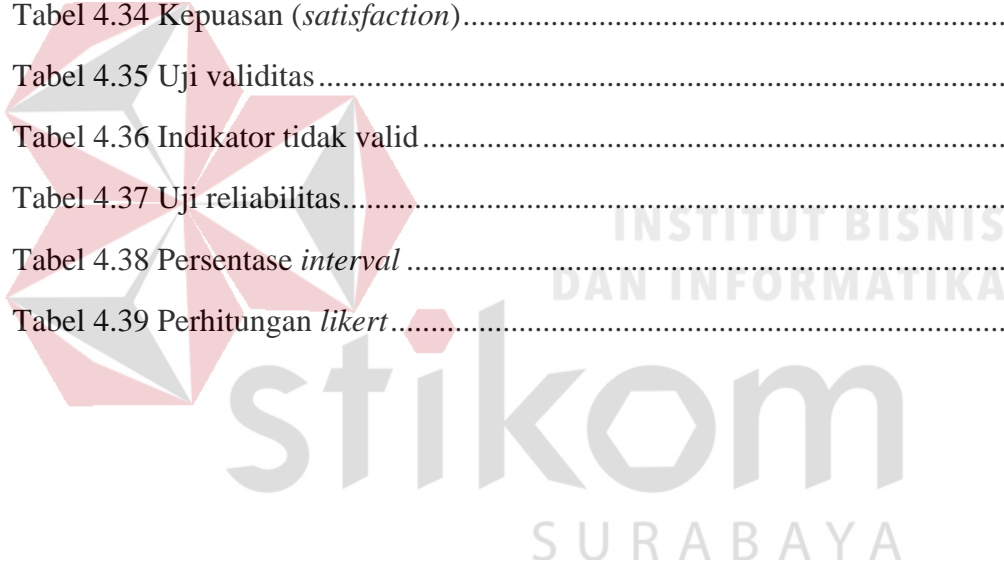 Tabel 4.34 Kepuasan (satisfaction)................................................................................
Tabel 4.35 Uji validitas................................................................................
Tabel 4.36 Indikator tidak valid................................................................................
Tabel 4.37 Uji reliabilitas................................................................................
INSTITUT BISNIS
Tabel 4.38 Persentase interval................................................................................
DAN INFORMATIKA
Tabel 4.39 Perhitungan likert................................................................................
stikom
SURABAYA